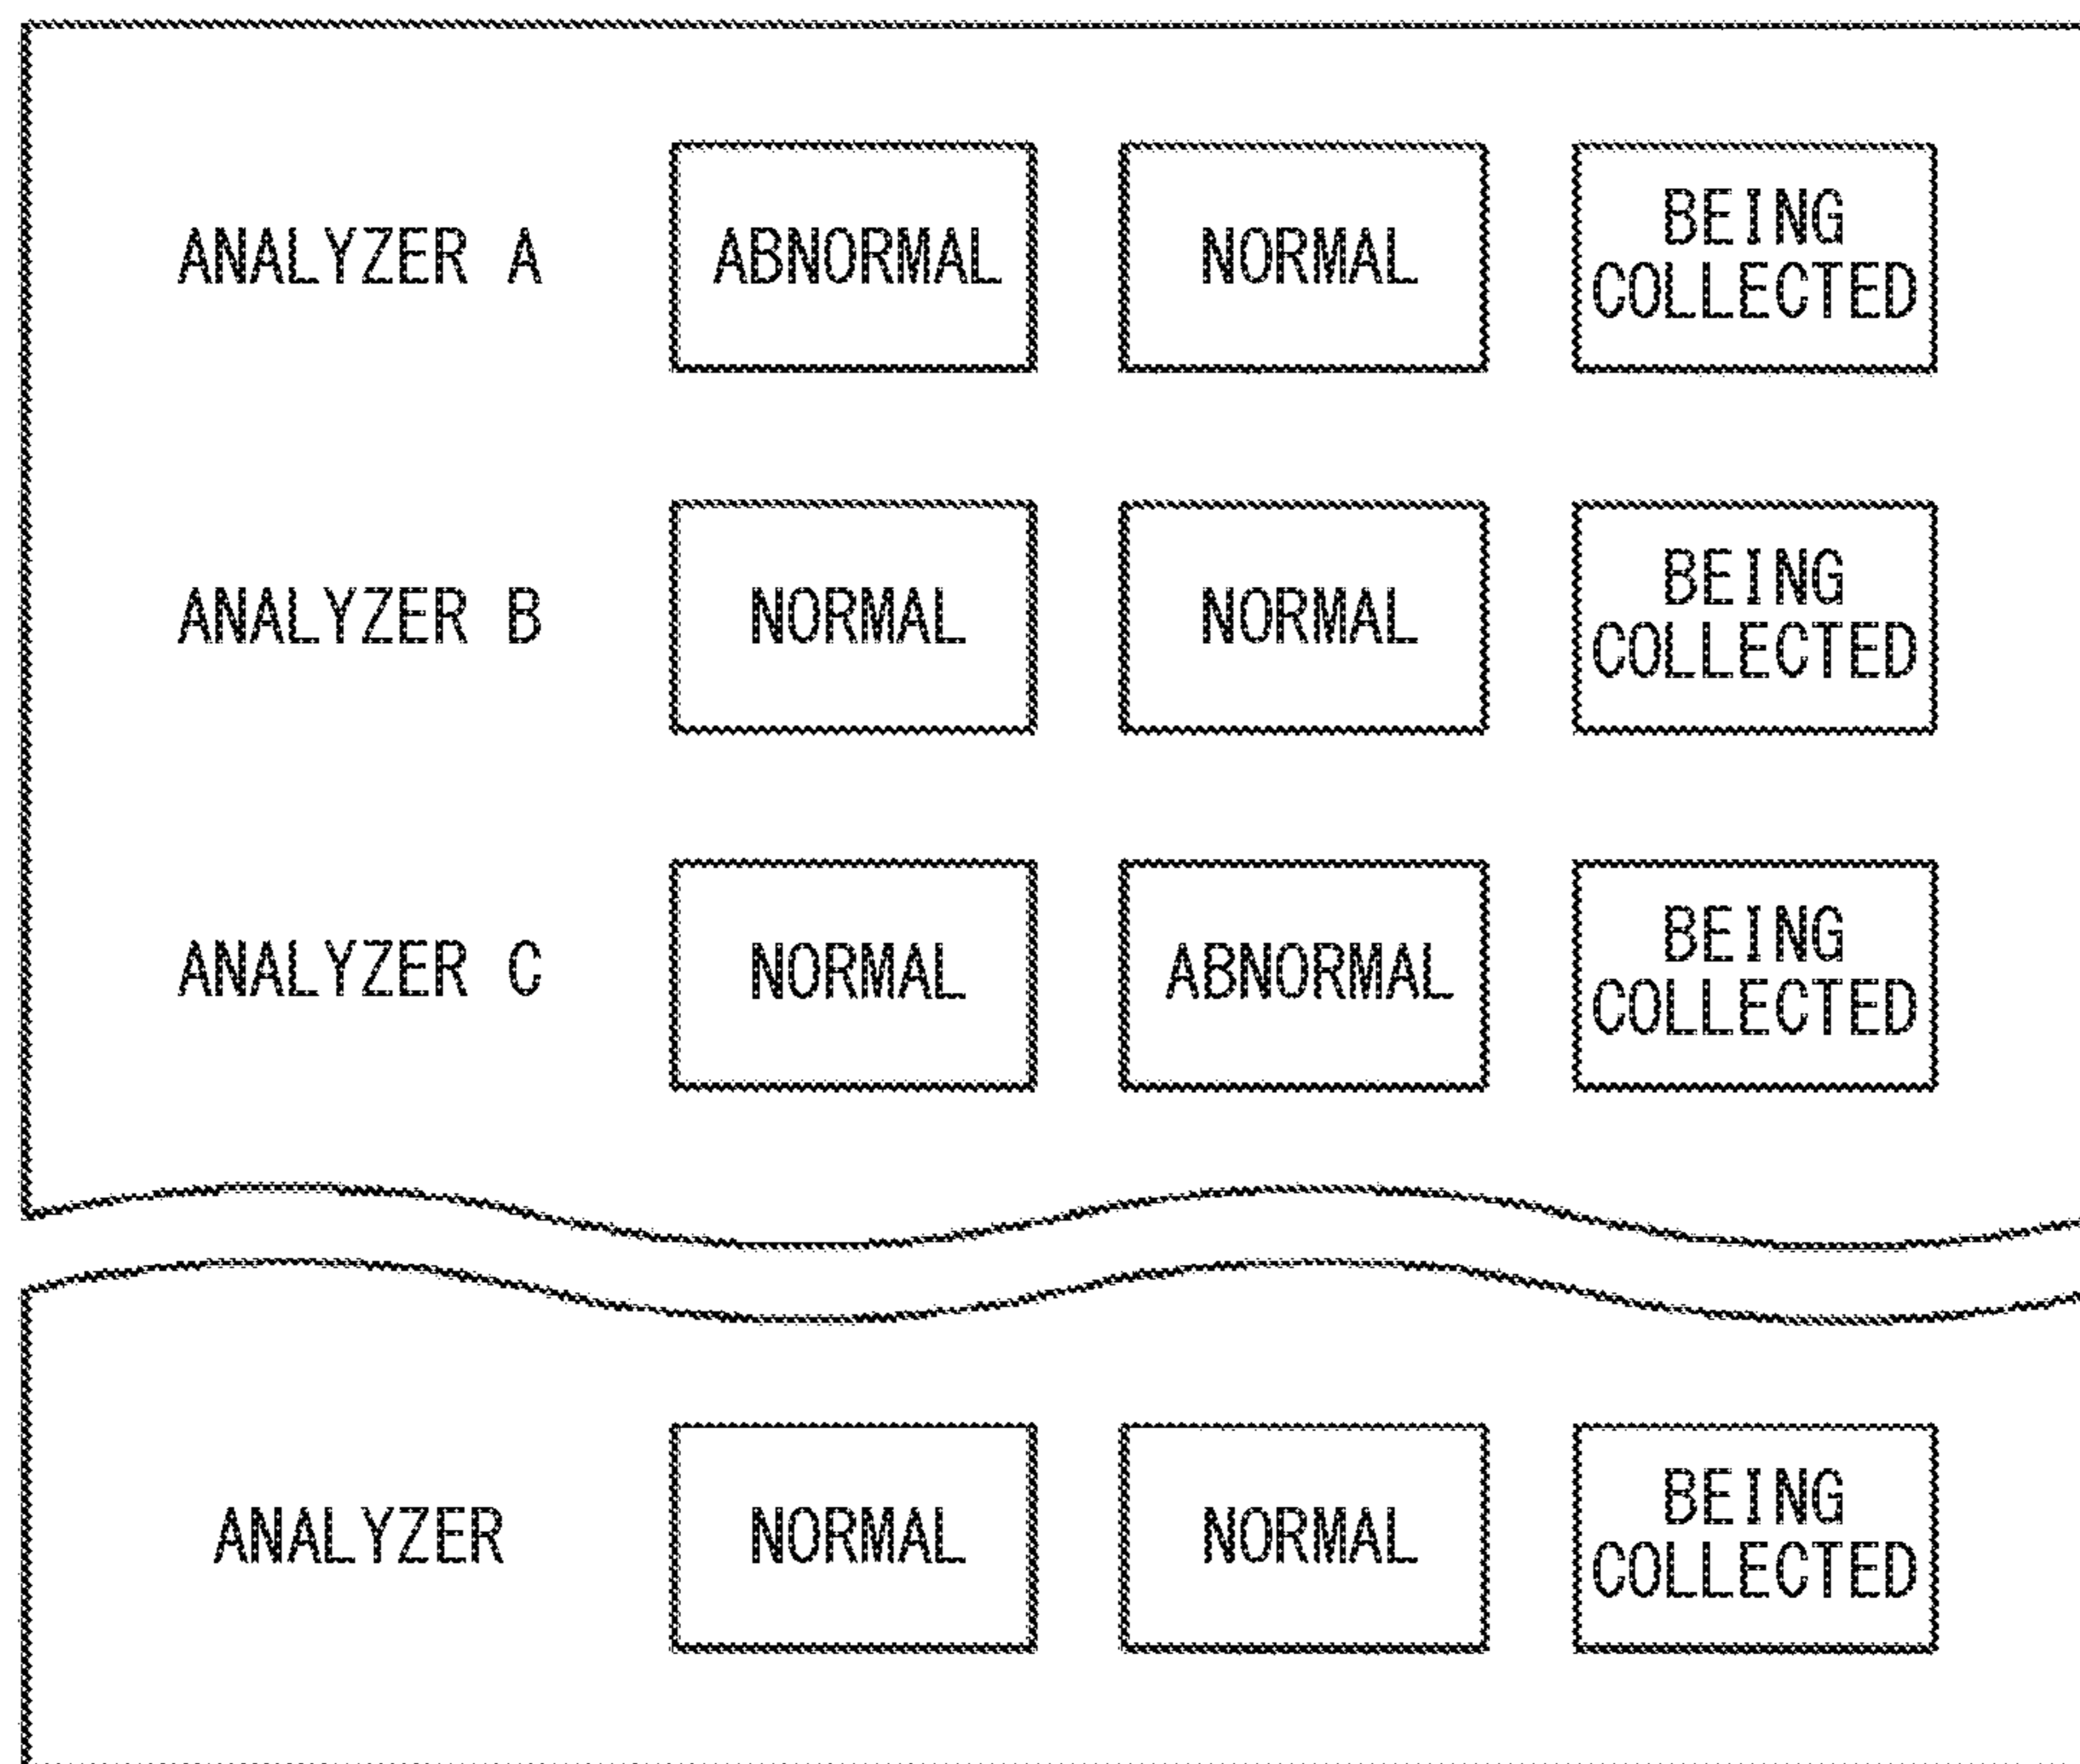 ANALYZER A
ABNORMAL
NORMAL
BEING
COLLECTED
ANALYZER B
NORMAL
NORMAL
BEING
COLLECTED
ANALYZER C
NORMAL
ABNORMAL
BEING
COLLECTED
ANALYZER
NORMAL
NORMAL
BEING
COLLECTED